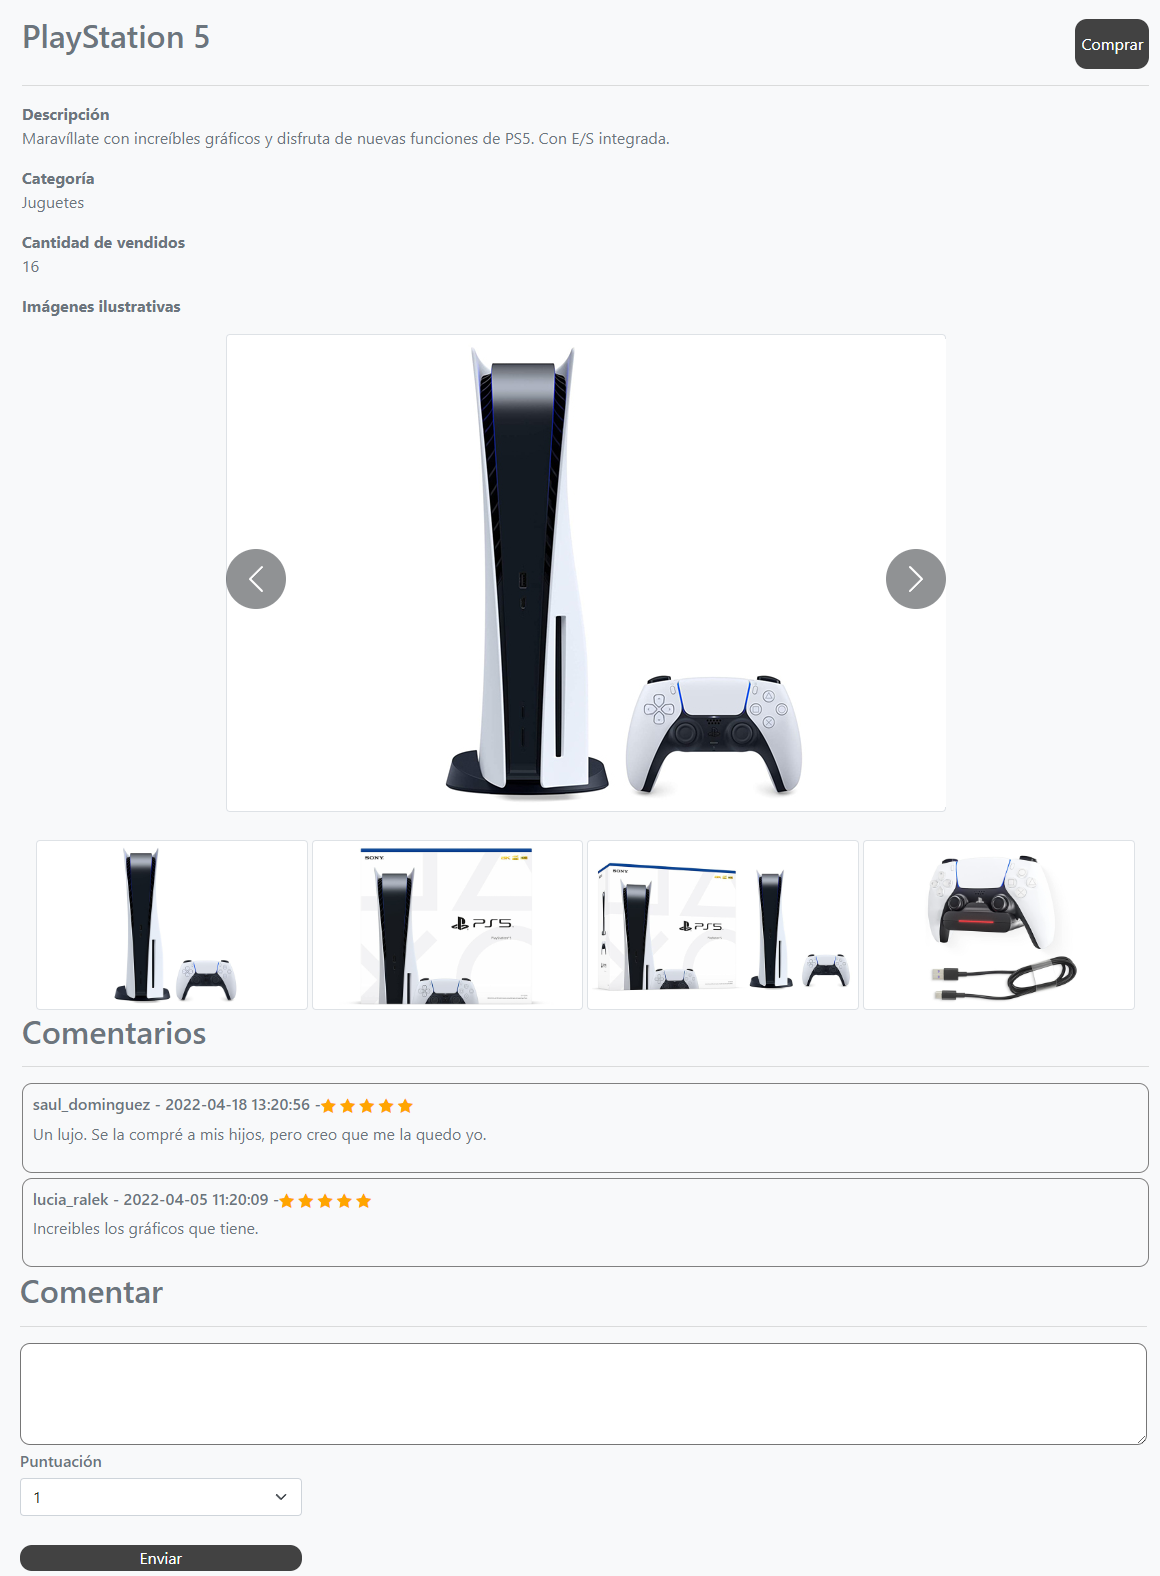 PlayStation 5
Comprar
Descripción
Maravíllate con increíbles gráficos y disfruta de nuevas funciones de PS5. Con E/S integrada.
Categoría
Juguetes
Cantidad de vendidos
16
Imágenes ilustrativas
SONY
PS5
SONY
PS5
Comentarios
saul_dominguez - 2022-04-18 13:20:56 -
Un lujo. Se la compré a mis hijos, pero creo que me la quedo yo.
lucia_ralek - 2022-04-05 11:20:09 -
Increibles los gráficos que tiene.
Comentar
Puntuación
1
Enviar